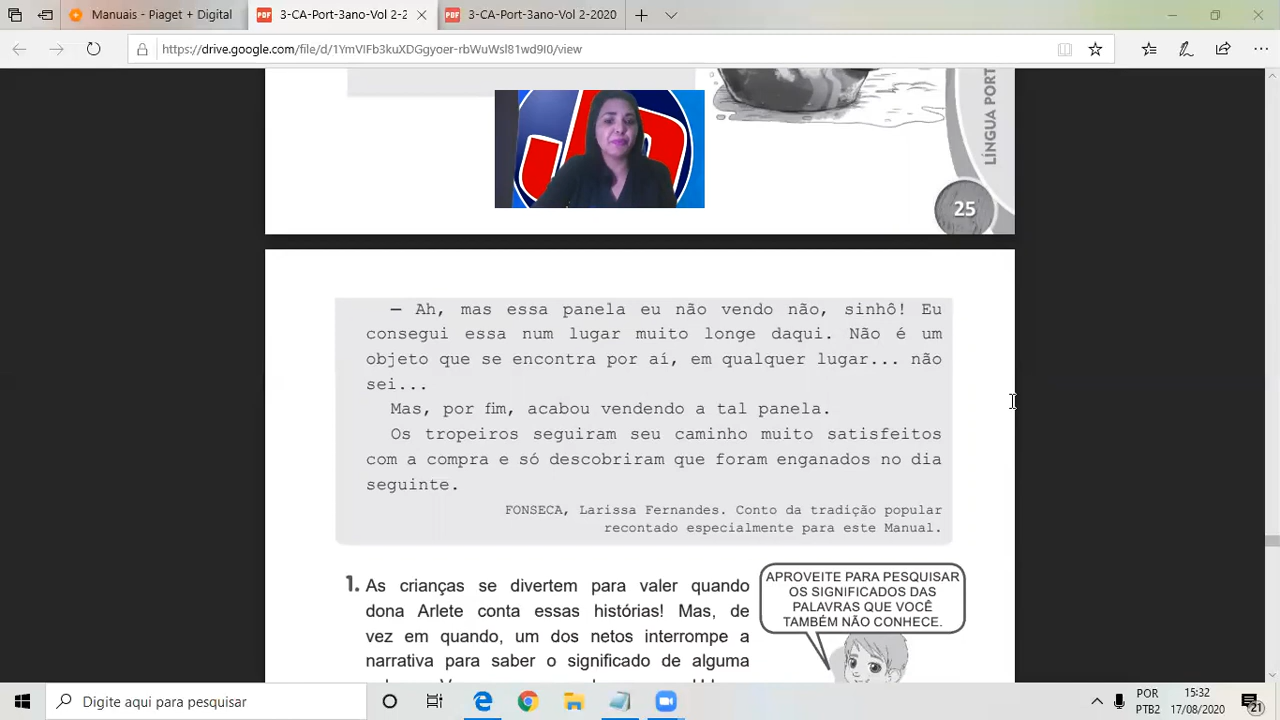 Manuais - Piaget + Digital
3-CA-Port-3ano-Vol 2-2
3-CA-Port-3ano-Vol 2-2020
https://drive.google.com/file/d/1YmVIFb3kuXDGgyoer-rbWuWsl81wd9I0/view
LÍNGUA PORT
25
— Ah, mas essa panela eu não vendo não, sinhô! Eu
consegui essa num lugar muito longe daqui. Não é um
objeto que se encontra por aí, em qualquer lugar... não
sei...
Mas, por fim, acabou vendendo a tal panela.
Os tropeiros seguiram seu caminho muito satisfeitos
com a compra e só descobriram que foram enganados no dia
seguinte.
FONSECA, Larissa Fernandes. Conto da tradição popular
recontado especialmente para este Manual.
1. As crianças se divertem para valer quando
dona Arlete conta essas histórias! Mas, de
vez em quando, um dos netos interrompe a
narrativa para saber o significado de alguma
APROVEITE PARA PESQUISAR
OS SIGNIFICADOS DAS
PALAVRAS QUE VOCÊ
TAMBÉM NÃO CONHECE.
Digite aqui para pesquisar
POR
PTB2
15:32
17/08/2020
21